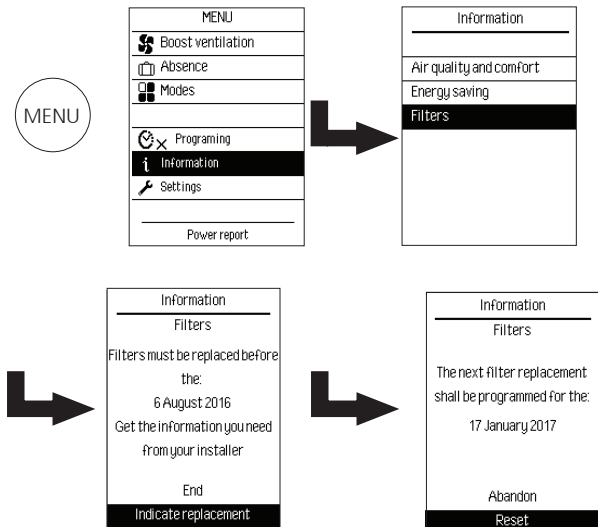 MENU
MENU
Boost ventilation
Absence
Modes
Programing
Information
Settings
Power report
Information
Air quality and comfort
Energy saving
Filters
Information
Filters
Filters must be replaced before
the:
6 August 2016
Get the information you need
from your installer
End
Indicate replacement
Information
Filters
The next filter replacement
shall be programmed for the:
17 January 2017
Abandon
Reset